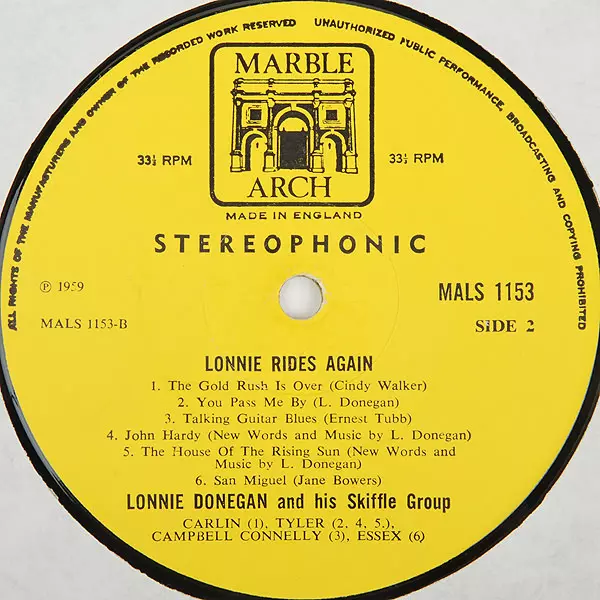 ALL RIGHTS OF THE MANUFACTURING AND OWNER OF THE RECORDED WORK RESERVED
UNAUTHORIZED PUBLIC PERFORMANCE, BROADCASTING AND COPYING PROHIBITED
MARBLE
ARCH
33⅓ RPM
33⅓ RPM
MADE IN ENGLAND
STEREOPHONIC
℗ 1959
MALS 1153
MALS 1153-B
SIDE 2
LONNIE RIDES AGAIN
1. The Gold Rush Is Over (Cindy Walker)
2. You Pass Me By (L. Donegan)
3. Talking Guitar Blues (Ernest Tubb)
4. John Hardy (New Words and Music by L. Donegan)
5. The House Of The Rising Sun (New Words and
Music by L. Donegan)
6. San Miguel (Jane Bowers)
LONNIE DONEGAN and his Skiffle Group
CARLIN (1), TYLER (2, 4, 5,),
CAMPBELL CONNELLY (3), ESSEX (6)